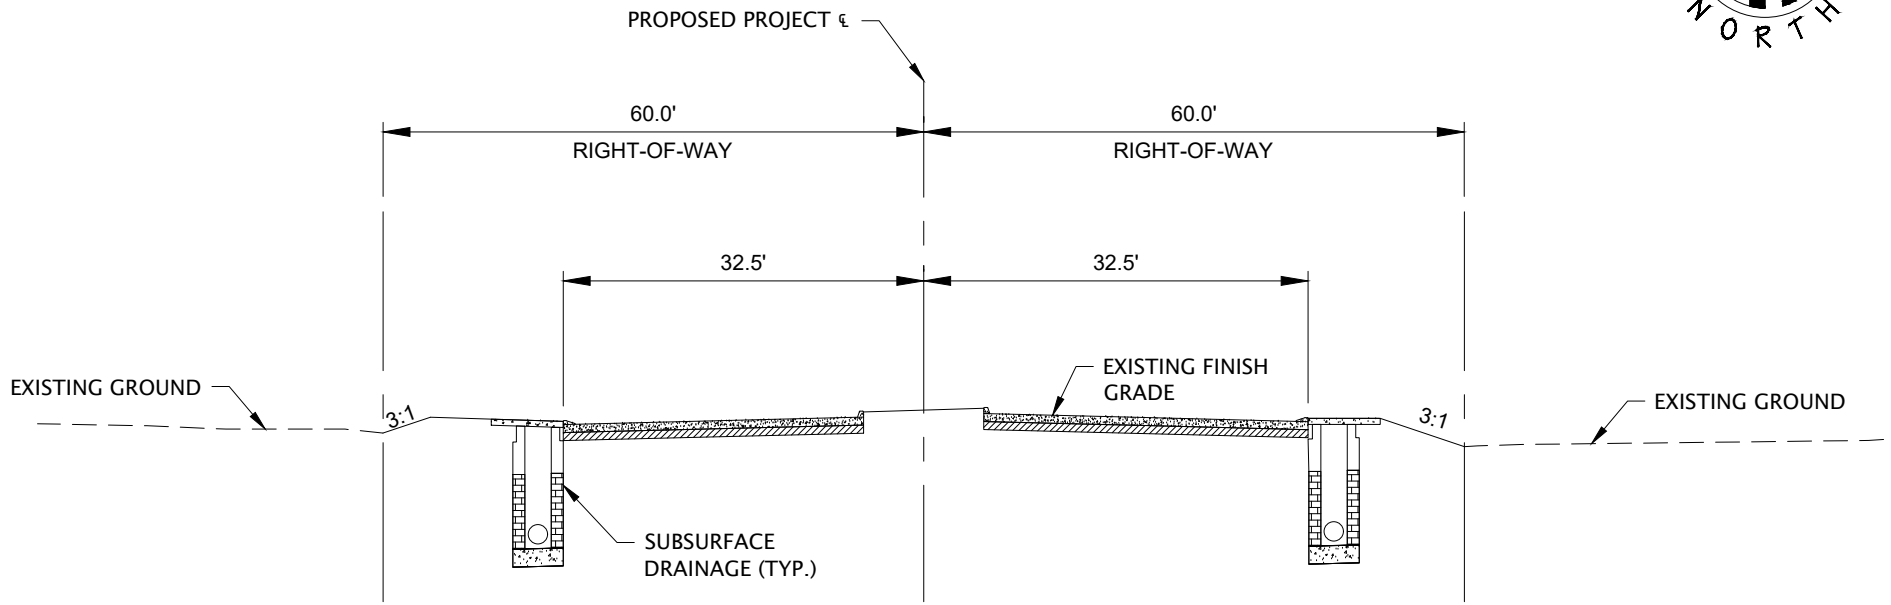 NORTH
PROPOSED PROJECT ℄
60.0'
60.0'
RIGHT-OF-WAY
RIGHT-OF-WAY
32.5'
32.5'
EXISTING FINISH
GRADE
EXISTING GROUND
3:1
3:1
EXISTING GROUND
SUBSURFACE
DRAINAGE (TYP.)